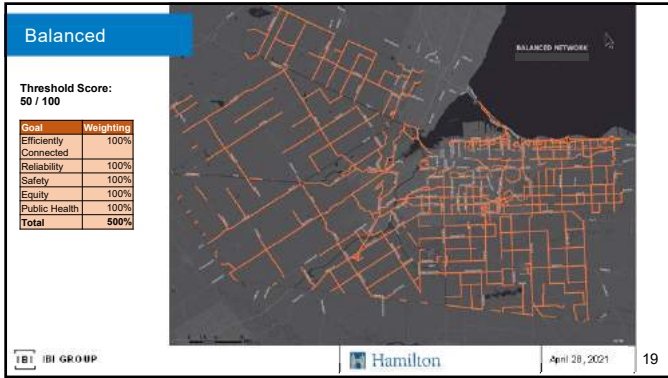 Balanced
BALANCED NETWORK
Threshold Score:
50 / 100
Goal Weighting
Efficiently 100%
Connected
Reliability 100%
Safety 100%
Equity 100%
Public Health 100%
Total 500%
IBI IBI GROUP
Hamilton
April 28, 2021
19